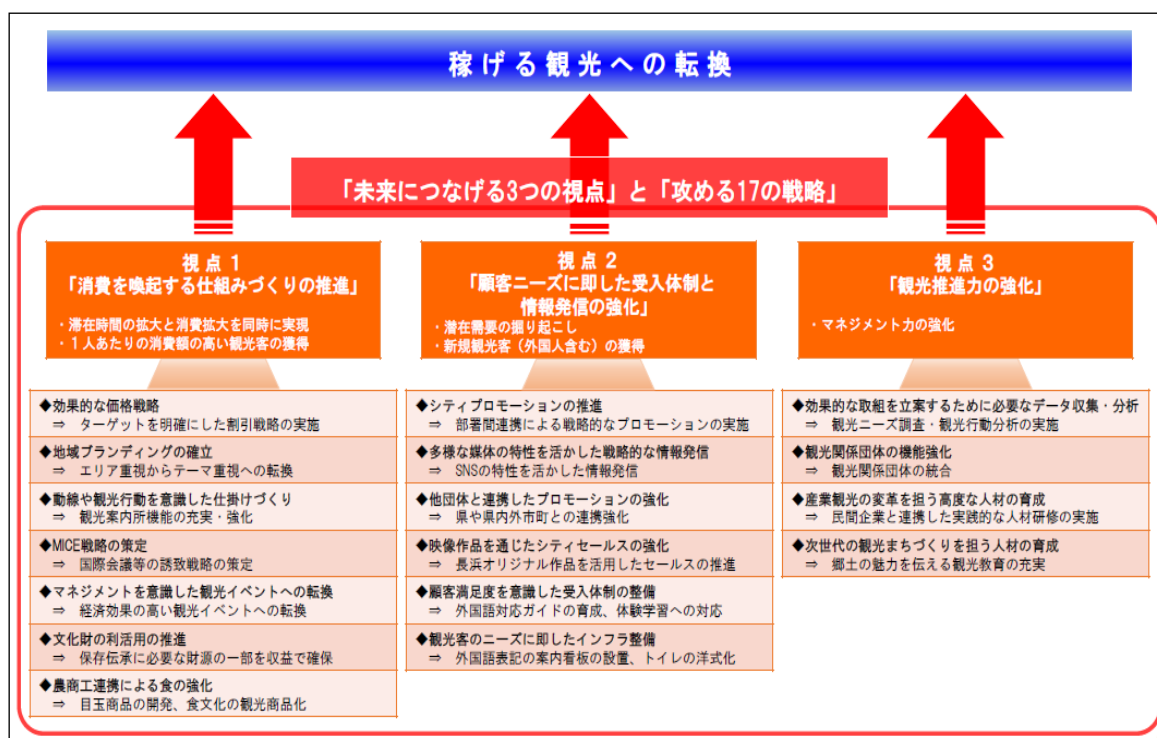 稼げる観光への転換
「未来につなげる3つの視点」と「攻める17の戦略」
視点1
「消費を喚起する仕組みづくりの推進」
・滞在時間の拡大と消費拡大を同時に実現
・1人あたりの消費額の高い観光客の獲得
◆効果的な価格戦略
⇒ ターゲットを明確にした割引戦略の実施
◆地域ブランディングの確立
⇒ エリア重視からテーマ重視への転換
◆動線や観光行動を意識した仕掛けづくり
⇒ 観光案内所機能の充実・強化
◆MICE戦略の策定
⇒ 国際会議等の誘致戦略の策定
◆マネジメントを意識した観光イベントへの転換
⇒ 経済効果の高い観光イベントへの転換
◆文化財の利活用の推進
⇒ 保存伝承に必要な財源の一部を収益で確保
◆農商工連携による食の強化
⇒ 目玉商品の開発、食文化の観光商品化
視点2
「顧客ニーズに即した受入体制と
情報発信の強化」
・潜在需要の掘り起こし
・新規観光客（外国人含む）の獲得
◆シティプロモーションの推進
⇒ 部署間連携による戦略的なプロモーションの実施
◆多様な媒体の特性を活かした戦略的な情報発信
⇒ SNSの特性を活かした情報発信
◆他団体と連携したプロモーションの強化
⇒ 県や県内外市町との連携強化
◆映像作品を通じたシティセールスの強化
⇒ 長浜オリジナル作品を活用したセールスの推進
◆顧客満足度を意識した受入体制の整備
⇒ 外国語対応ガイドの育成、体験学習への対応
◆観光客のニーズに即したインフラ整備
⇒ 外国語表記の案内看板の設置、トイレの洋式化
視点3
「観光推進力の強化」
・マネジメント力の強化
◆効果的な取組を立案するために必要なデータ収集・分析
⇒ 観光ニーズ調査・観光行動分析の実施
◆観光関係団体の機能強化
⇒ 観光関係団体の統合
◆産業観光の変革を担う高度な人材の育成
⇒ 民間企業と連携した実践的な人材研修の実施
◆次世代の観光まちづくりを担う人材の育成
⇒ 郷土の魅力を伝える観光教育の充実